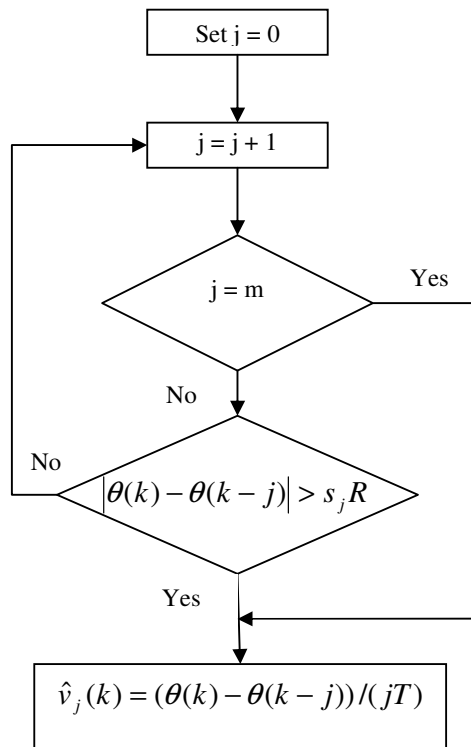 Set j = 0
j = j + 1
j = m
Yes
No
No
|θ(k) − θ(k − j)| > s_j R
Yes
v̂_j(k) = (θ(k) − θ(k − j)) /(jT)